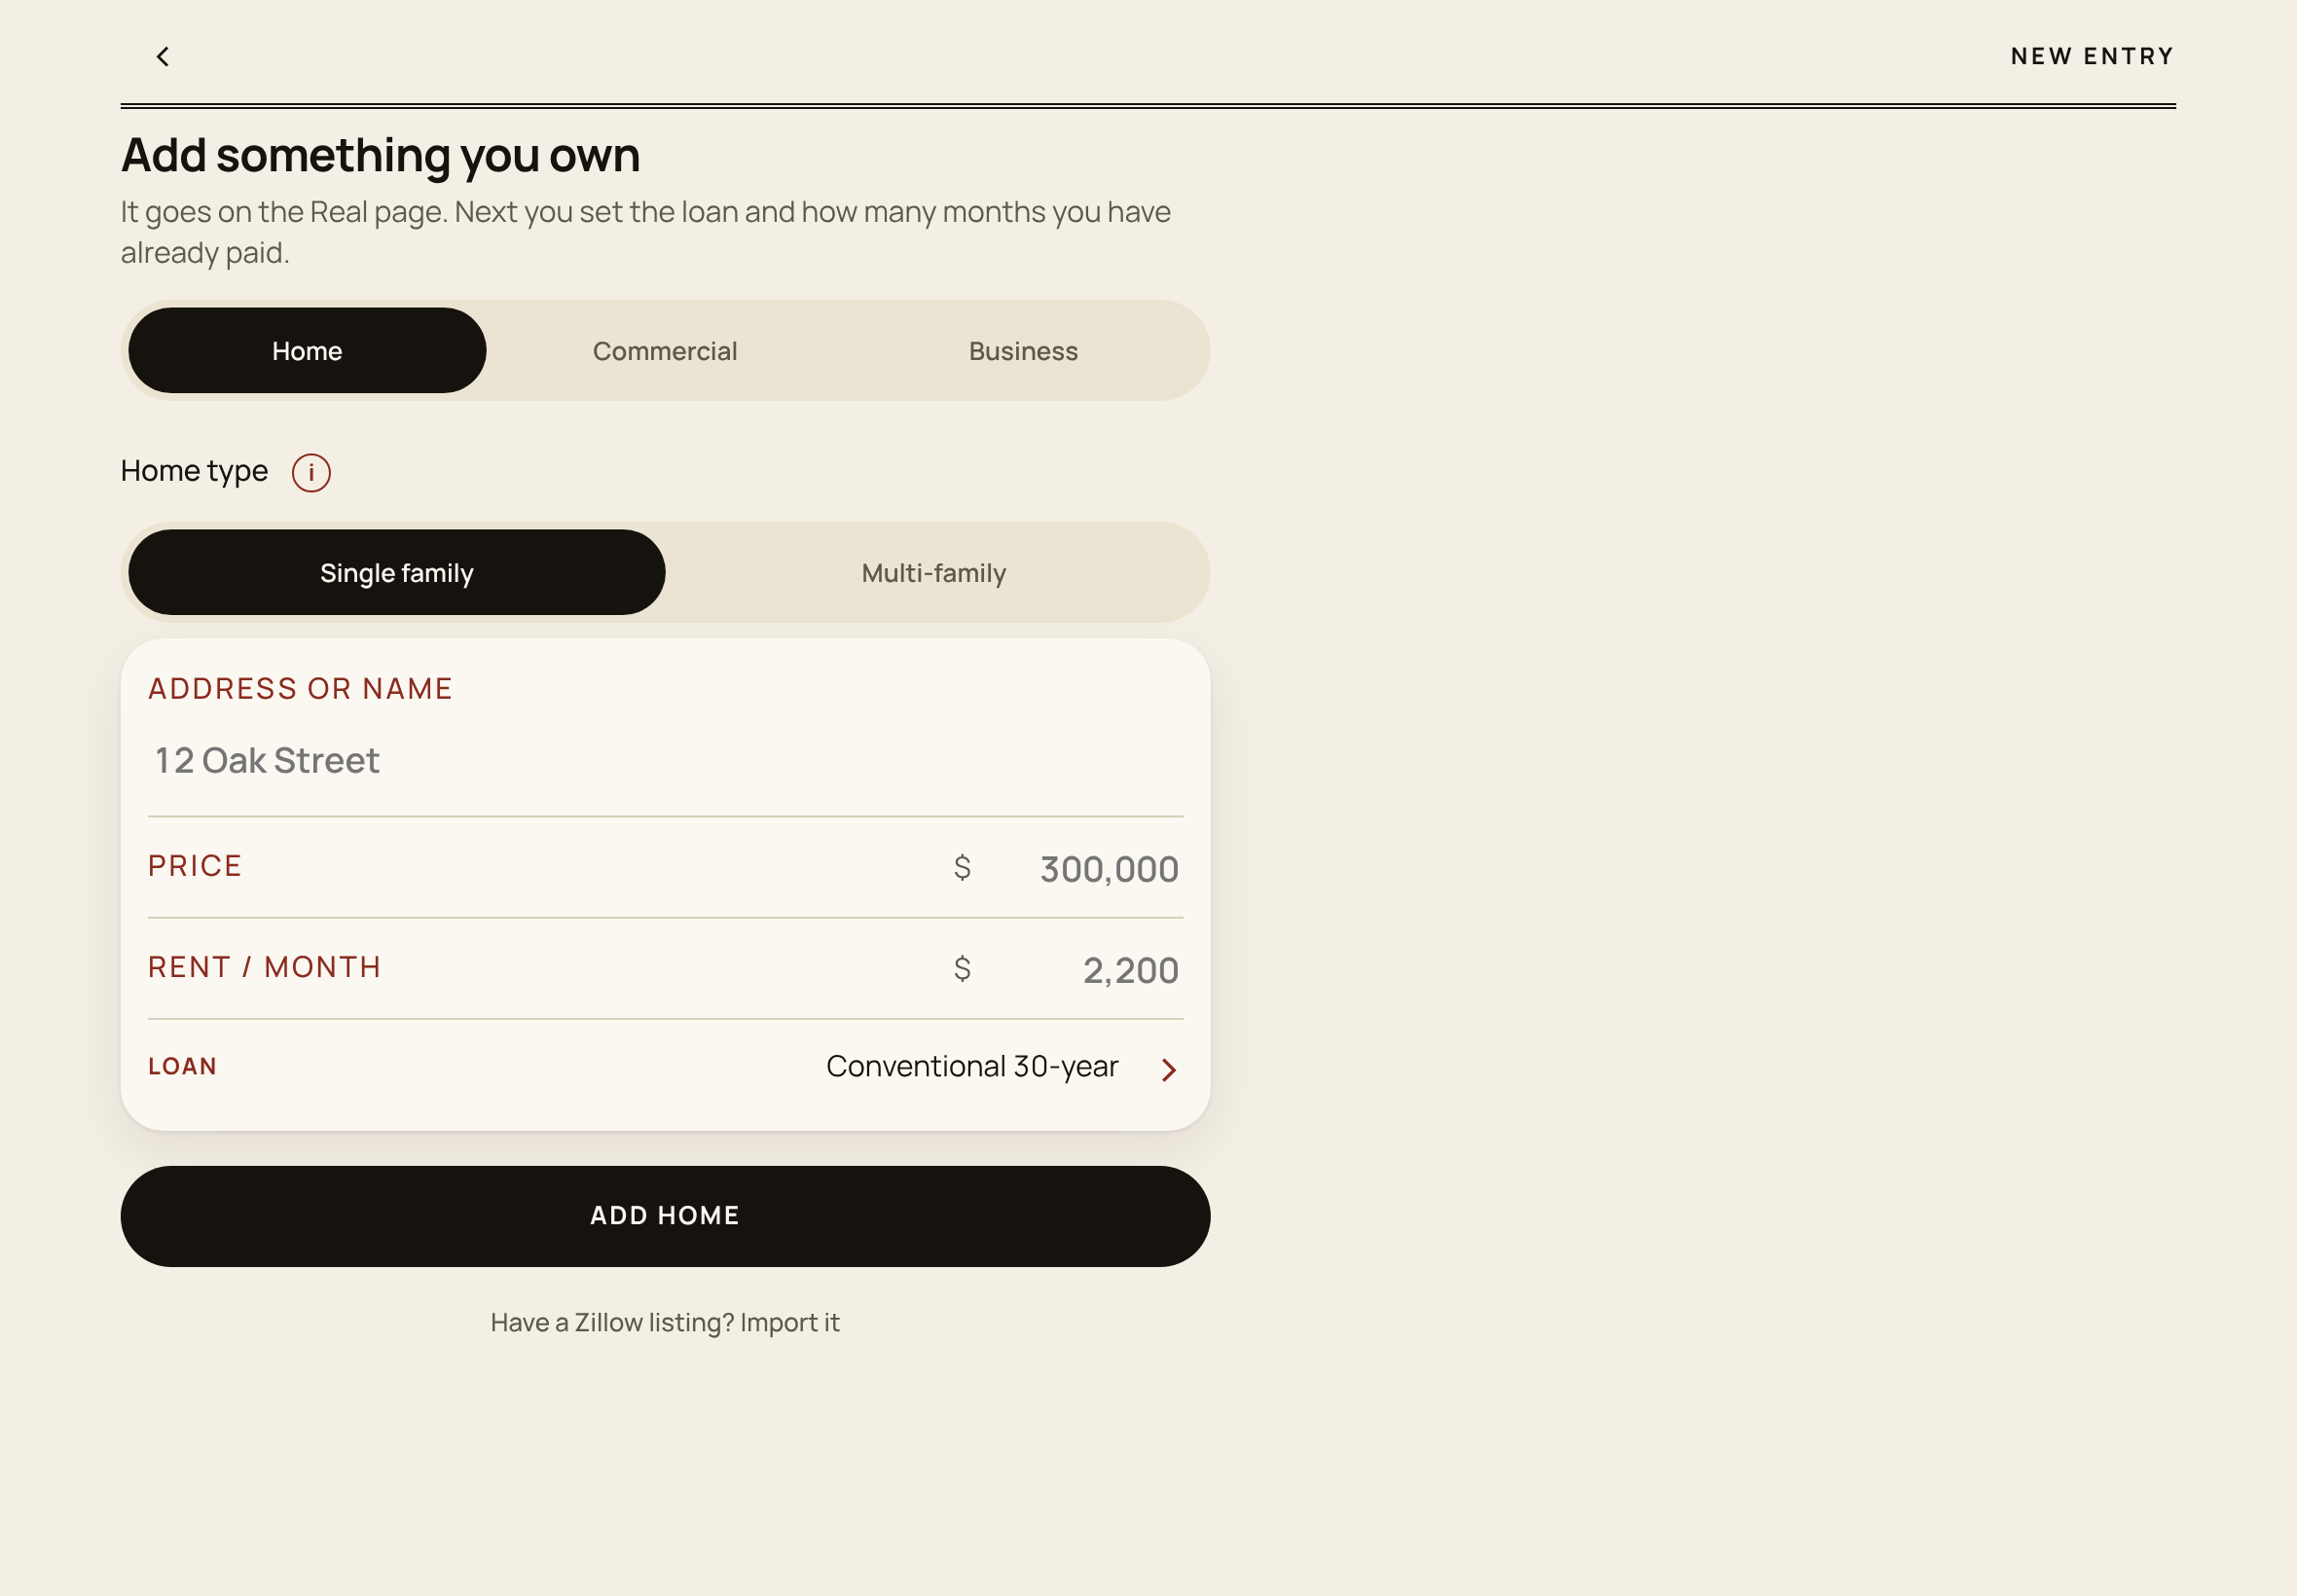 NEW ENTRY
Add something you own
It goes on the Real page. Next you set the loan and how many months you have
already paid.
Home Commercial Business
Home type i
Single family Multi-family
ADDRESS OR NAME
12 Oak Street
PRICE $ 300,000
RENT / MONTH $ 2,200
LOAN Conventional 30-year
ADD HOME
Have a Zillow listing? Import it